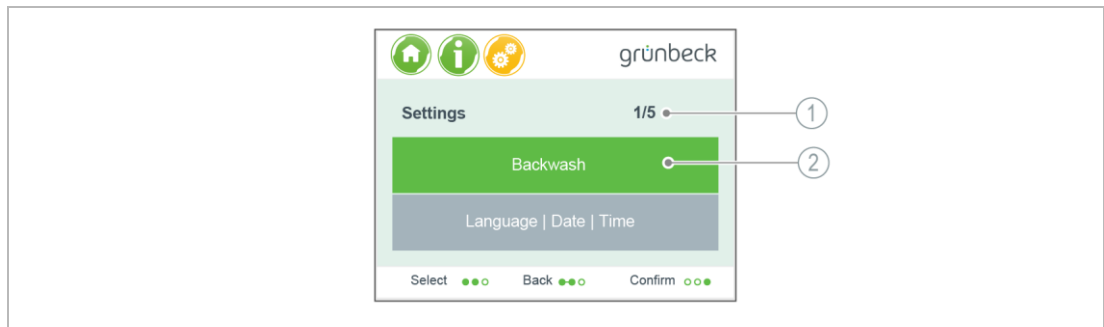 grünbeck
Settings 1/5
1
Backwash
2
Language | Date | Time
Select Back Confirm